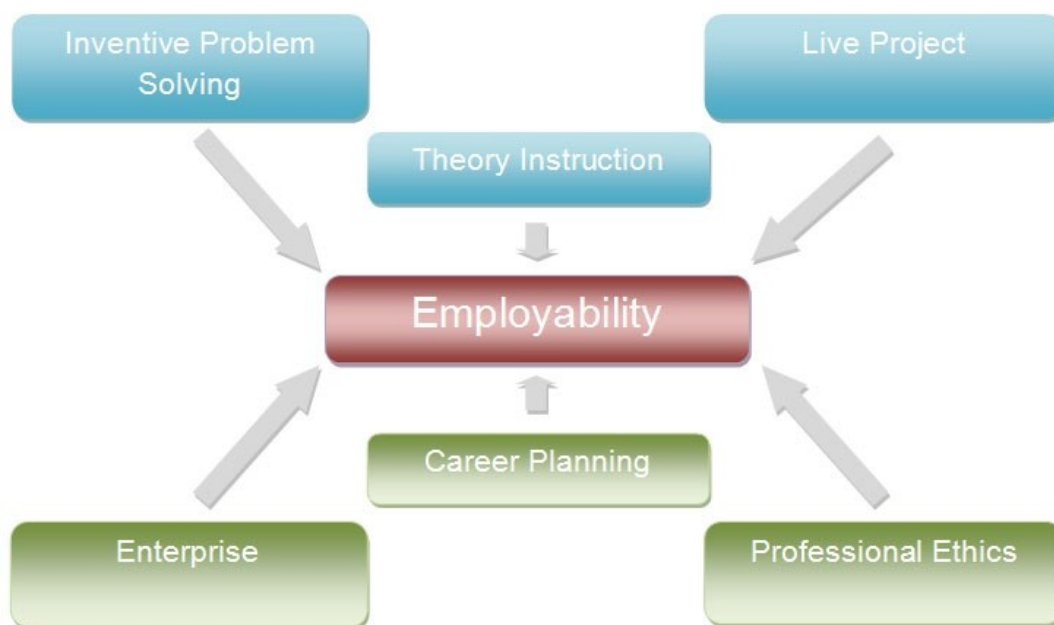 Inventive Problem
Solving
Live Project
Theory Instruction
Employability
Career Planning
Enterprise
Professional Ethics